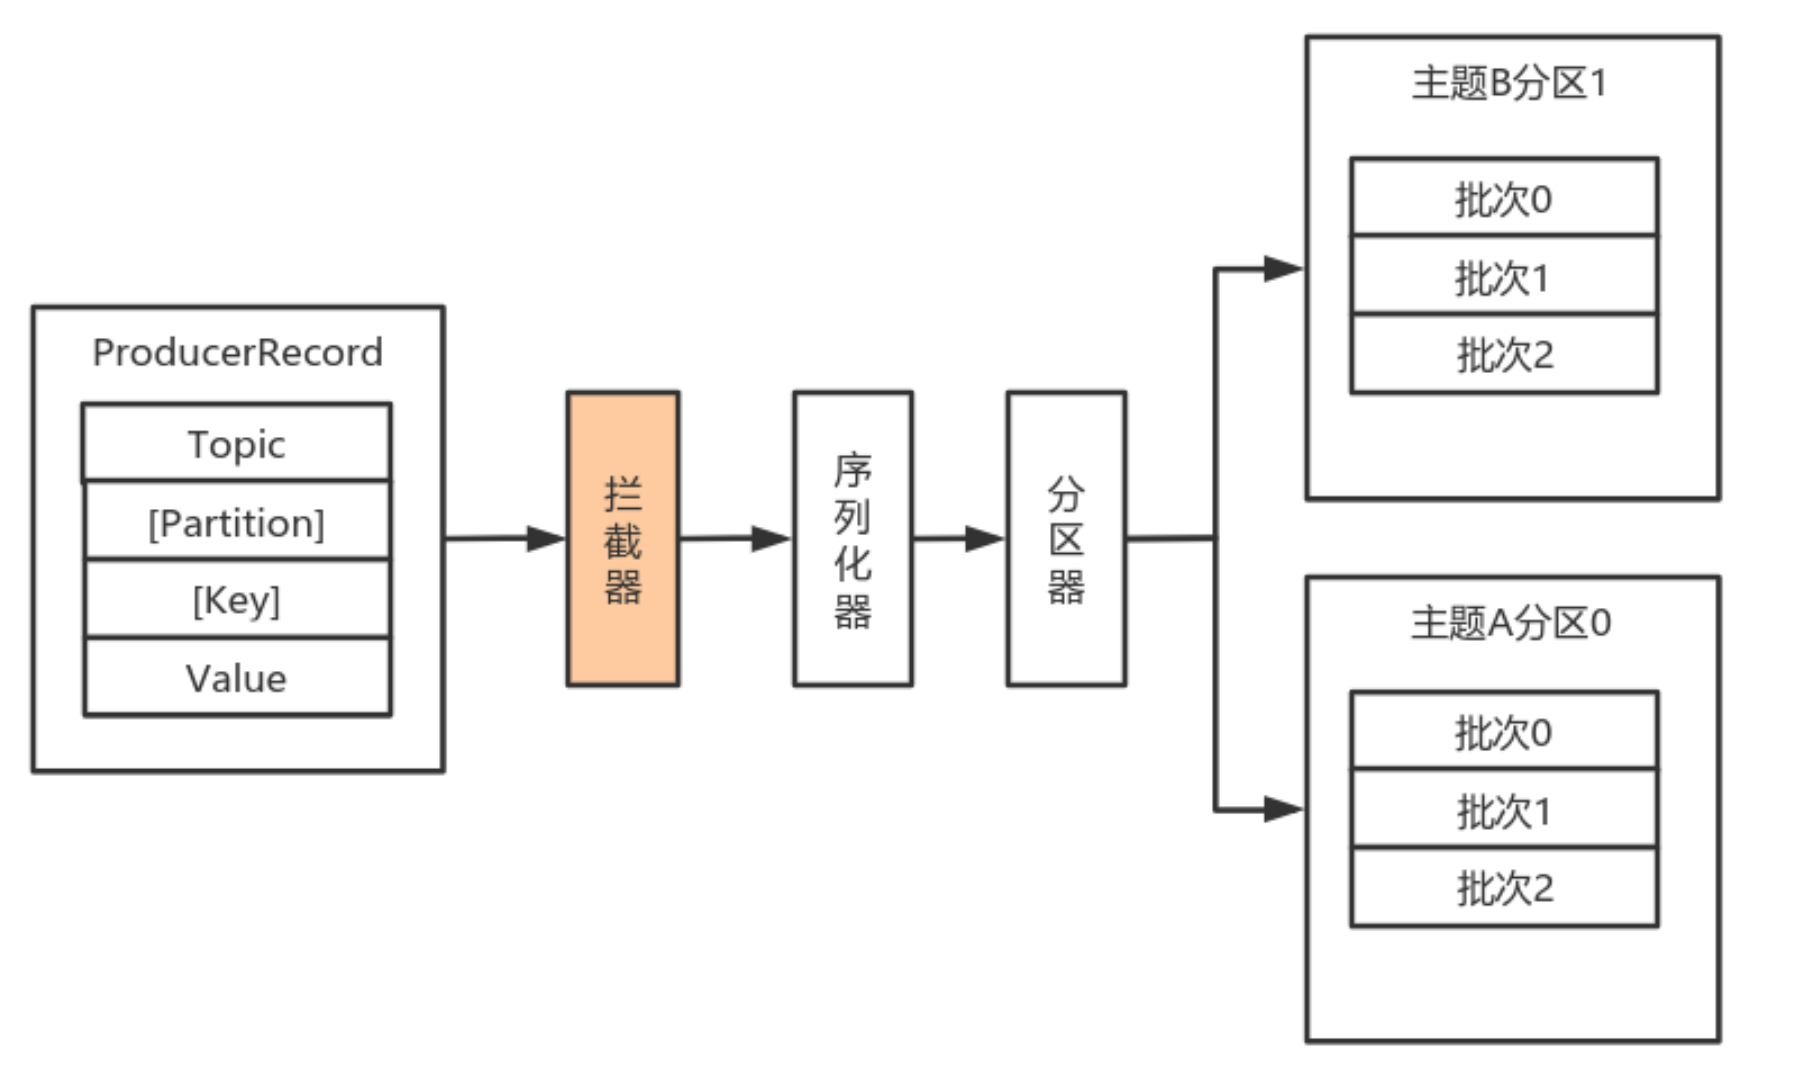 ProducerRecord
Topic
[Partition]
[Key]
Value
拦截器
序列化器
分区器
主题B分区1
批次0
批次1
批次2
主题A分区0
批次0
批次1
批次2